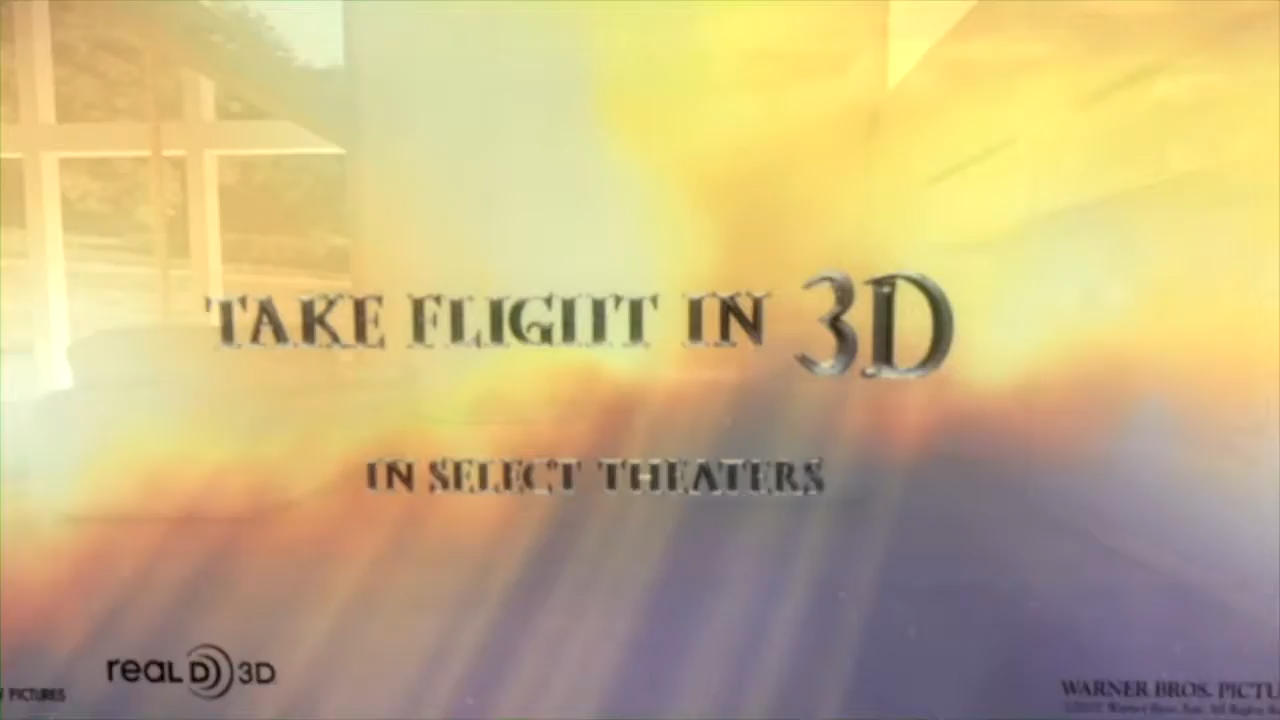 TAKE FLIGHT IN 3D
IN SELECT THEATERS
REAL D 3D
PICTURES
WARNER BROS. PICTU